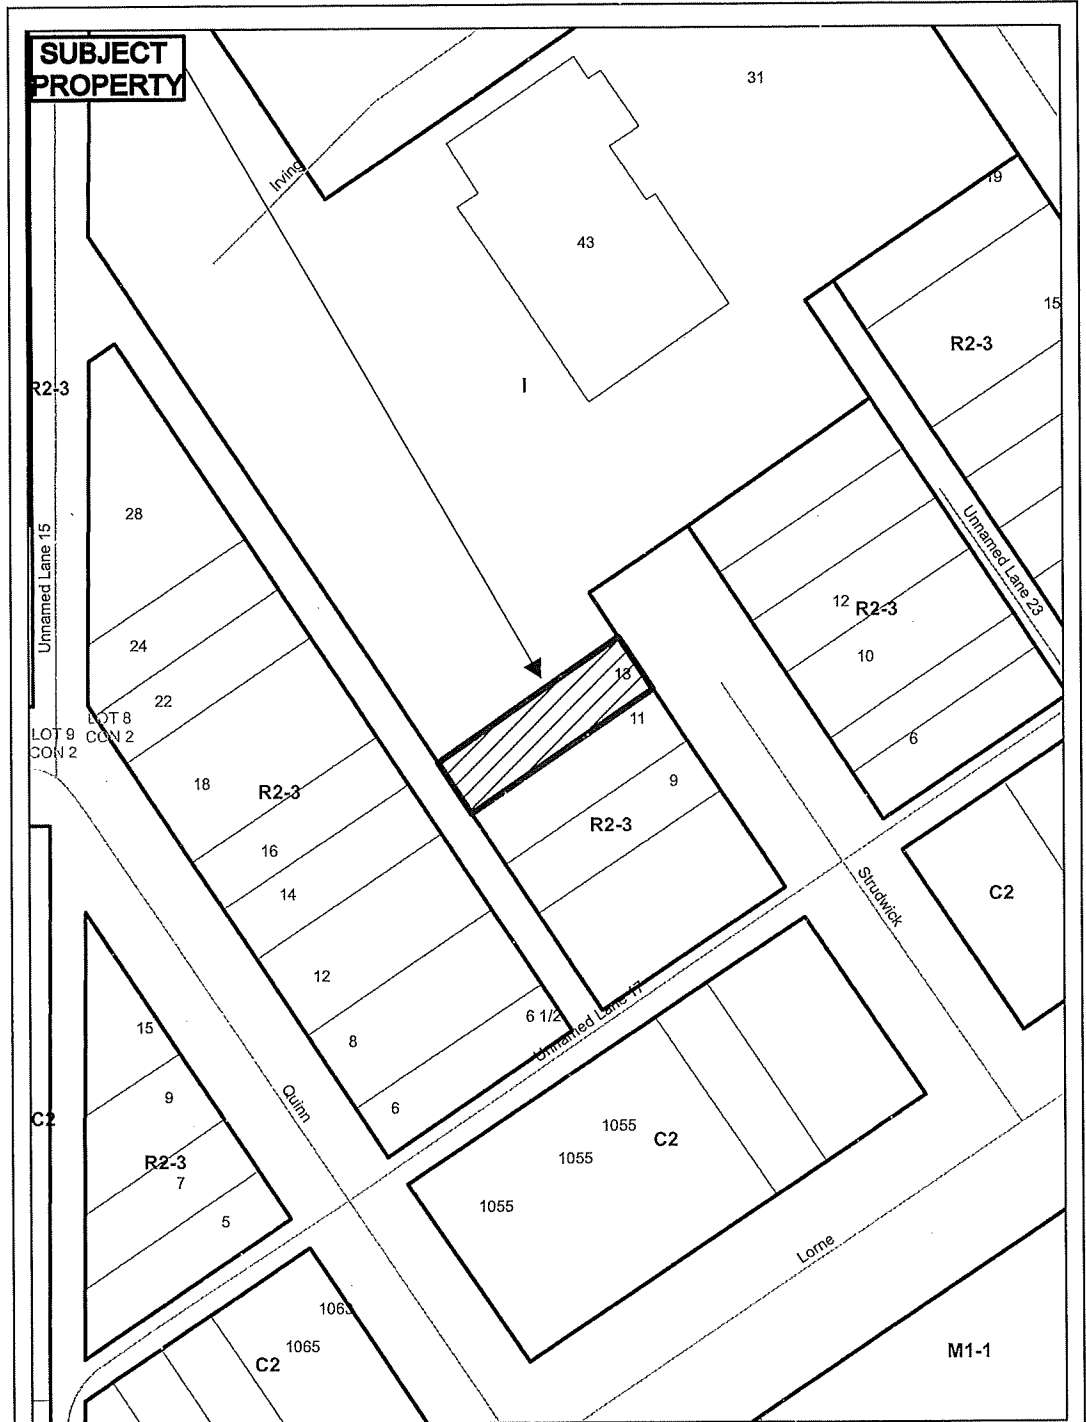 SUBJECT
PROPERTY
31
Irving
19
43
15
R2-3
I
R2-3
28
Unnamed Lane 15
Unnamed Lane 23
12
R2-3
24
10
13
22
11
LOT 8
CON 2
LOT 9
CON 2
6
18
R2-3
9
R2-3
16
14
C2
Strudwick
12
15
6 1/2
Unnamed Lane 17
8
9
Quinn
6
C2
1055
C2
1055
R2-3
7
1055
5
Lorne
1063
1065
C2
M1-1